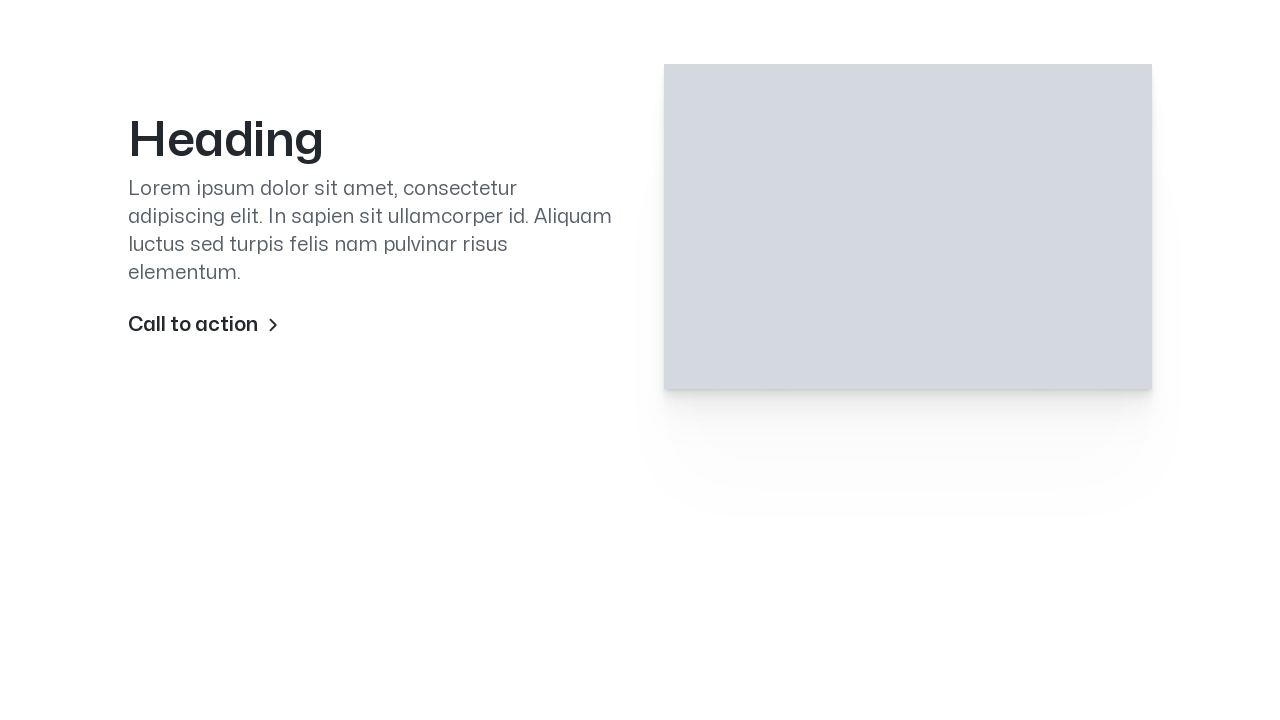 Heading
Lorem ipsum dolor sit amet, consectetur
adipiscing elit. In sapien sit ullamcorper id. Aliquam
luctus sed turpis felis nam pulvinar risus
elementum.
Call to action